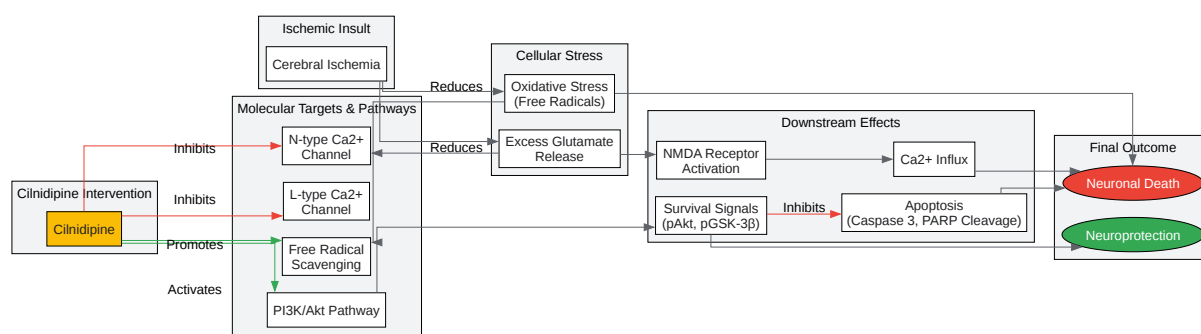 Ischemic Insult
Cerebral Ischemia
Cellular Stress
Oxidative Stress
(Free Radicals)
Excess Glutamate
Release
Reduces
Reduces
Molecular Targets & Pathways
N-type Ca2+
Channel
L-type Ca2+
Channel
Free Radical
Scavenging
PI3K/Akt Pathway
Inhibits
Inhibits
Promotes
Activates
Cilnidipine Intervention
Cilnidipine
Downstream Effects
NMDA Receptor
Activation
Ca2+ Influx
Survival Signals
(pAkt, pGSK-3β)
Inhibits
Apoptosis
(Caspase 3, PARP Cleavage)
Final Outcome
Neuronal Death
Neuroprotection